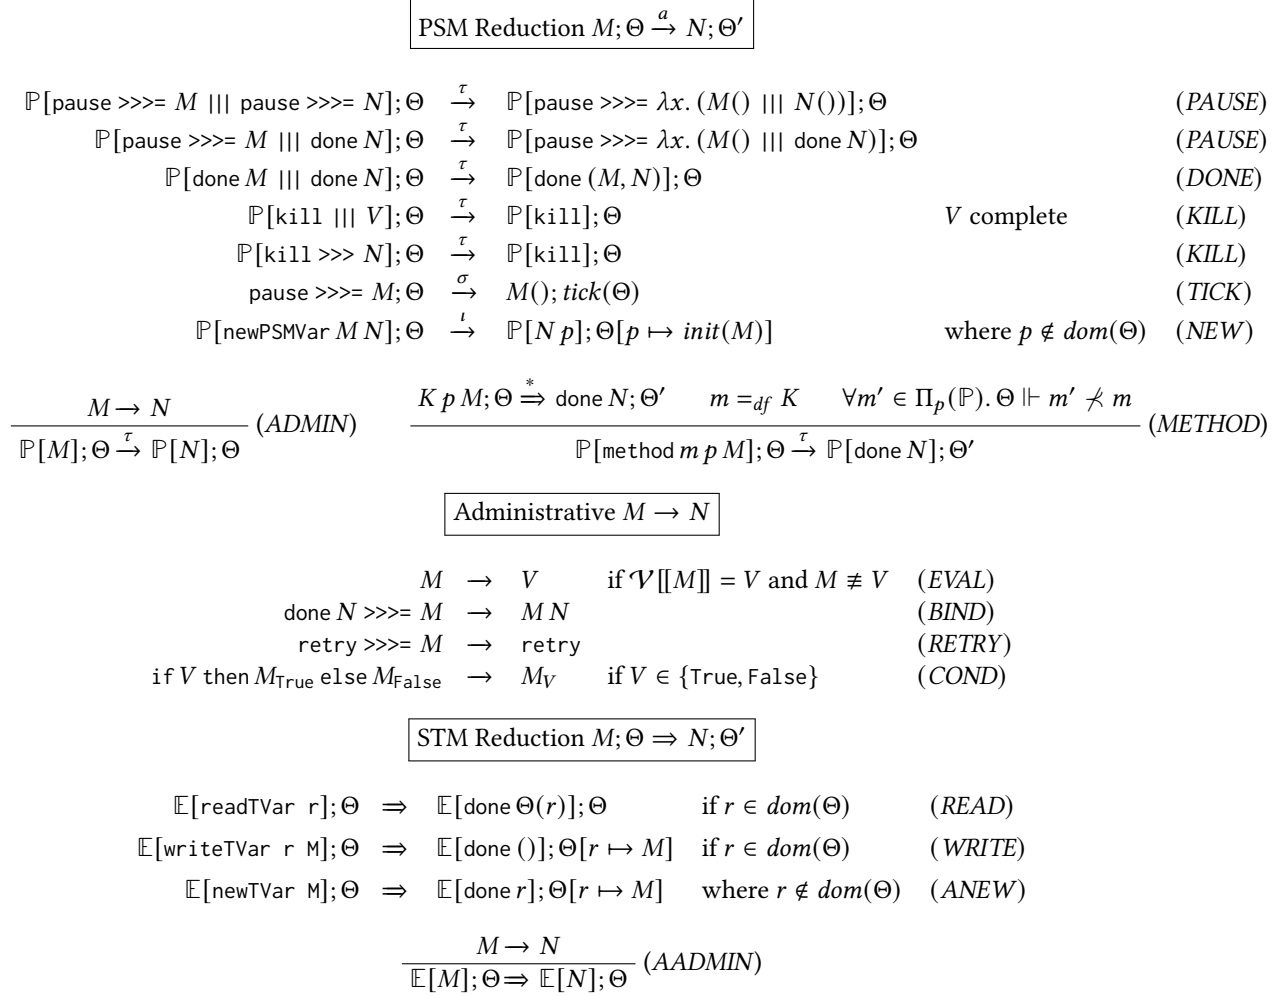 PSM Reduction M; Θ →ᵃ N; Θ′
ℙ[pause >>>= M ||| pause >>>= N]; Θ →^τ ℙ[pause >>>= λx. (M() ||| N())]; Θ (PAUSE)
ℙ[pause >>>= M ||| done N]; Θ →^τ ℙ[pause >>>= λx. (M() ||| done N)]; Θ (PAUSE)
ℙ[done M ||| done N]; Θ →^τ ℙ[done (M, N)]; Θ (DONE)
ℙ[kill ||| V]; Θ →^τ ℙ[kill]; Θ V complete (KILL)
ℙ[kill >>> N]; Θ →^τ ℙ[kill]; Θ (KILL)
pause >>>= M; Θ →^σ M(); tick(Θ) (TICK)
ℙ[newPSMVar M N]; Θ →^ι ℙ[N p]; Θ[p ↦ init(M)] where p ∉ dom(Θ) (NEW)
M → N
ℙ[M]; Θ →^τ ℙ[N]; Θ (ADMIN)
K p M; Θ ⇒^* done N; Θ′ m =_df K ∀m′ ∈ Π_p(ℙ). Θ ⊩ m′ ⊀ m
ℙ[method m p M]; Θ →^τ ℙ[done N]; Θ′ (METHOD)
Administrative M → N
M → V if 𝒱⟦M⟧ = V and M ≢ V (EVAL)
done N >>>= M → M N (BIND)
retry >>>= M → retry (RETRY)
if V then M_True else M_False → M_V if V ∈ {True, False} (COND)
STM Reduction M; Θ ⇒ N; Θ′
𝔼[readTVar r]; Θ ⇒ 𝔼[done Θ(r)]; Θ if r ∈ dom(Θ) (READ)
𝔼[writeTVar r M]; Θ ⇒ 𝔼[done ()]; Θ[r ↦ M] if r ∈ dom(Θ) (WRITE)
𝔼[newTVar M]; Θ ⇒ 𝔼[done r]; Θ[r ↦ M] where r ∉ dom(Θ) (ANEW)
M → N
𝔼[M]; Θ ⇒ 𝔼[N]; Θ (AADMIN)